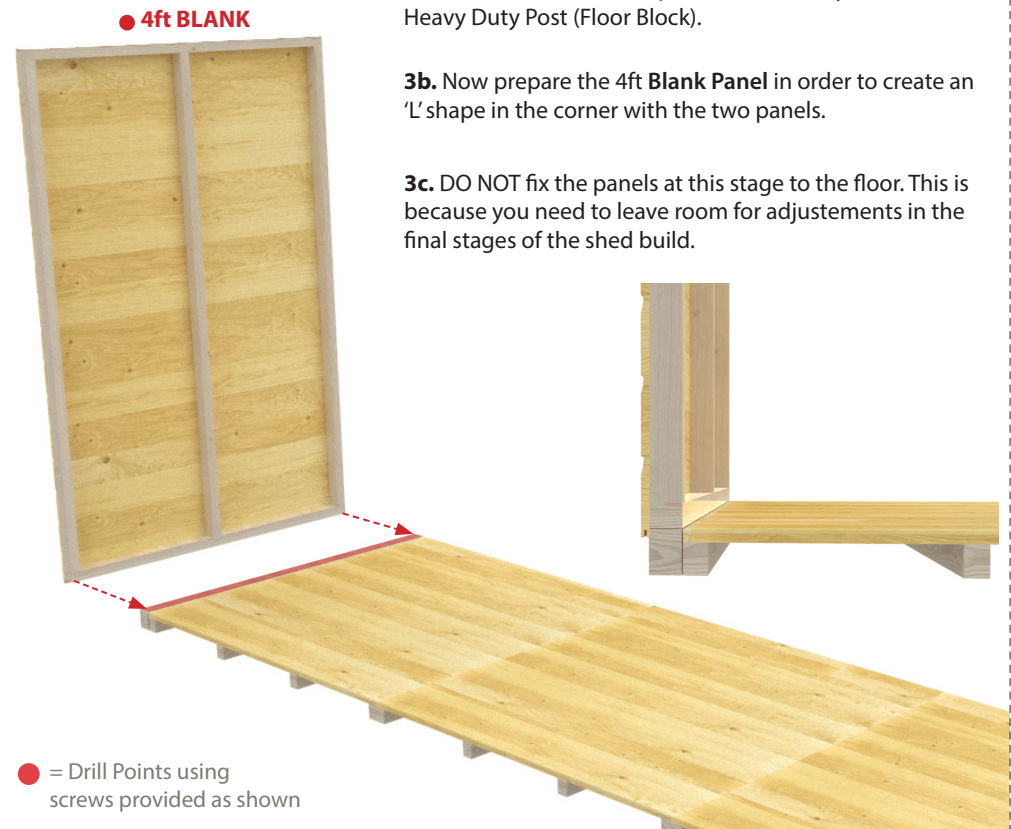 4ft BLANK
Heavy Duty Post (Floor Block).
3b. Now prepare the 4ft Blank Panel in order to create an
‘L’ shape in the corner with the two panels.
3c. DO NOT fix the panels at this stage to the floor. This is
because you need to leave room for adjustements in the
final stages of the shed build.
= Drill Points using
screws provided as shown